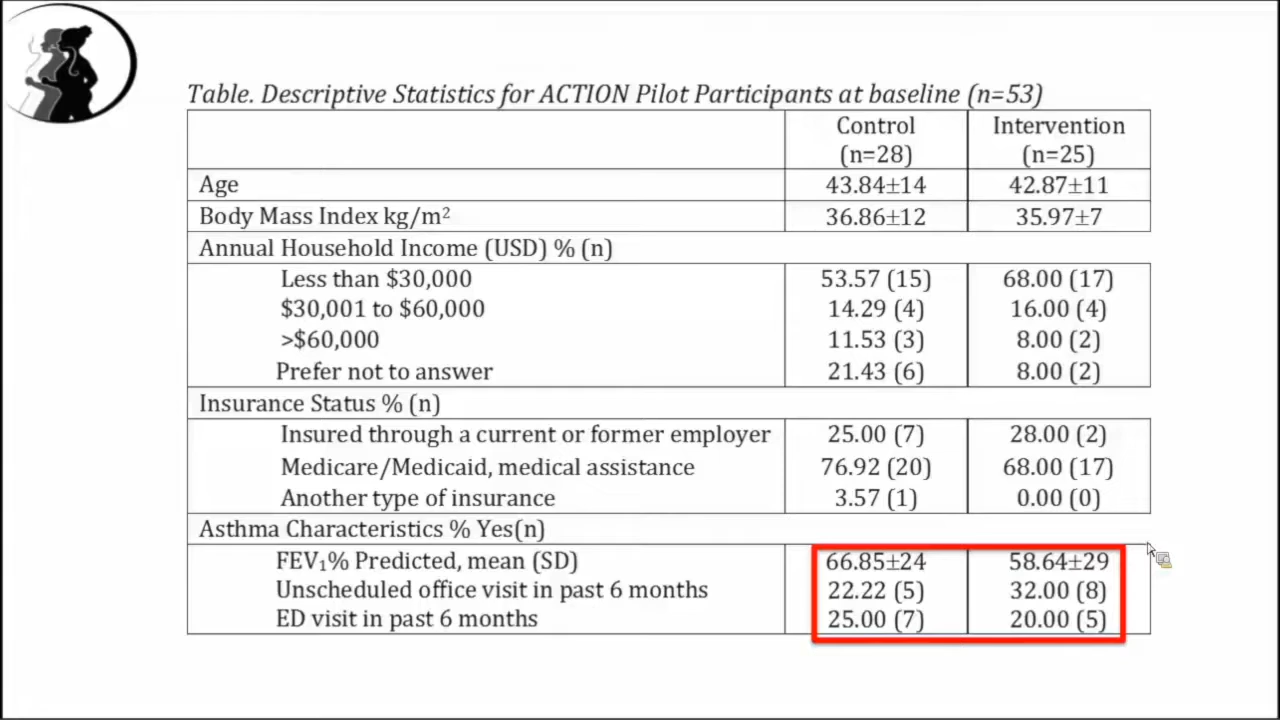 Table. Descriptive Statistics for ACTION Pilot Participants at baseline (n=53)
Control (n=28) Intervention (n=25)
Age 43.84±14 42.87±11
Body Mass Index kg/m² 36.86±12 35.97±7
Annual Household Income (USD) % (n)
Less than $30,000 53.57 (15) 68.00 (17)
$30,001 to $60,000 14.29 (4) 16.00 (4)
>$60,000 11.53 (3) 8.00 (2)
Prefer not to answer 21.43 (6) 8.00 (2)
Insurance Status % (n)
Insured through a current or former employer 25.00 (7) 28.00 (2)
Medicare/Medicaid, medical assistance 76.92 (20) 68.00 (17)
Another type of insurance 3.57 (1) 0.00 (0)
Asthma Characteristics % Yes(n)
FEV₁% Predicted, mean (SD) 66.85±24 58.64±29
Unscheduled office visit in past 6 months 22.22 (5) 32.00 (8)
ED visit in past 6 months 25.00 (7) 20.00 (5)